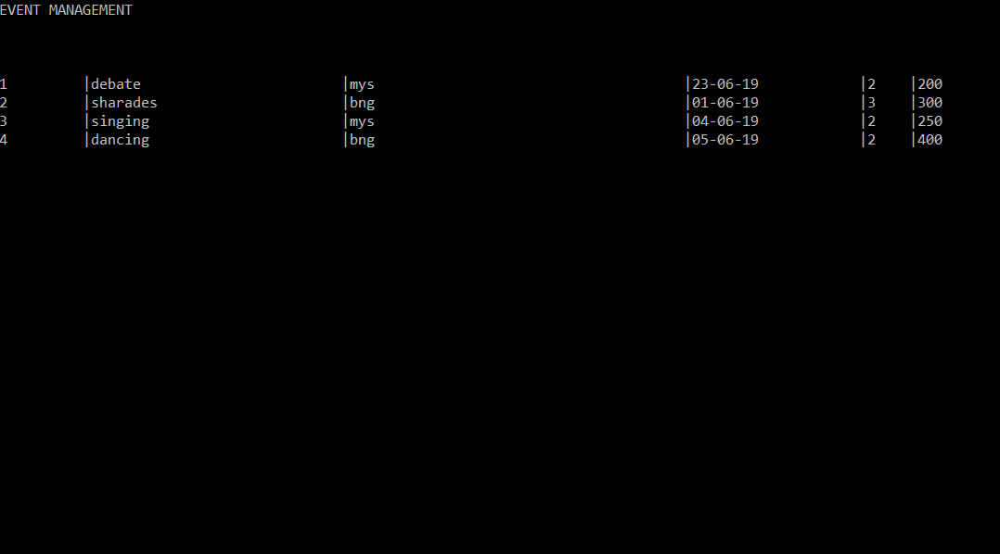 EVENT MANAGEMENT
1 |debate |mys |23-06-19 |2 |200
2 |sharades |bng |01-06-19 |3 |300
3 |singing |mys |04-06-19 |2 |250
4 |dancing |bng |05-06-19 |2 |400